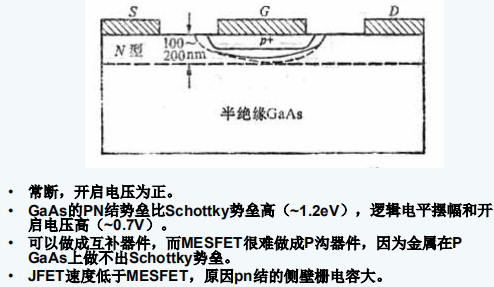 S G D
p+
N 型 100～
200nm
半绝缘GaAs
• 常断，开启电压为正。
• GaAs的PN结势垒比Schottky势垒高（~1.2eV），逻辑电平摆幅和开
启电压高（~0.7V）。
• 可以做成互补器件，而MESFET很难做成P沟器件，因为金属在P
GaAs上做不出Schottky势垒。
• JFET速度低于MESFET，原因pn结的侧壁栅电容大。